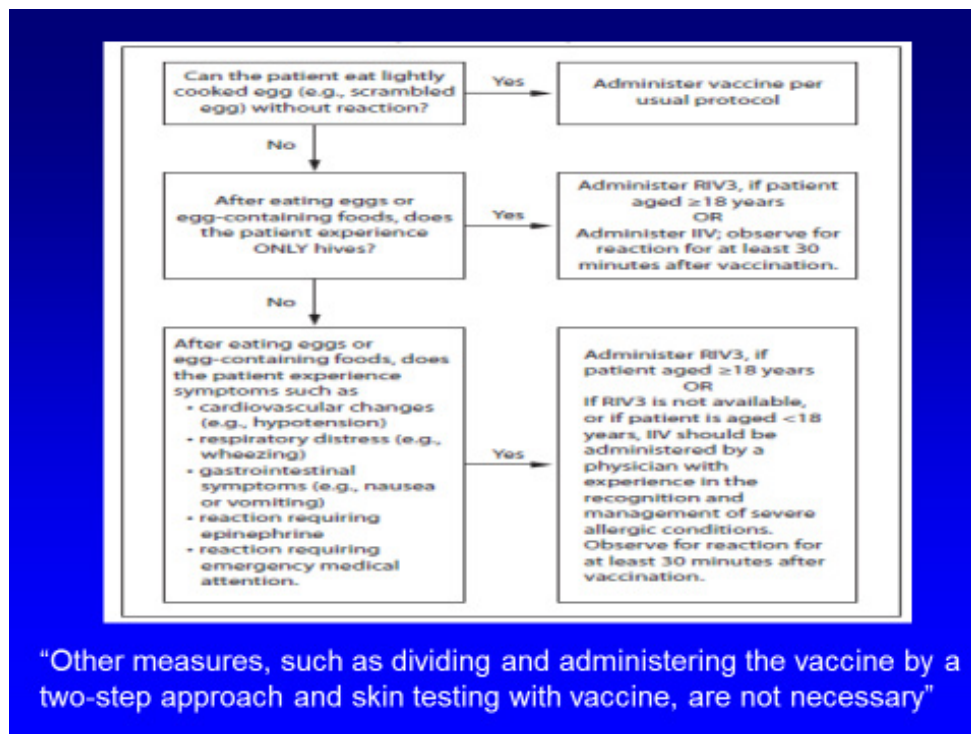 Can the patient eat lightly
cooked egg (e.g., scrambled
egg) without reaction?
Yes
Administer vaccine per
usual protocol
No
After eating eggs or
egg-containing foods, does
the patient experience
ONLY hives?
Yes
Administer RIV3, if patient
aged ≥18 years
OR
Administer IIV; observe for
reaction for at least 30
minutes after vaccination.
No
After eating eggs or
egg-containing foods, does
the patient experience
symptoms such as
• cardiovascular changes
(e.g., hypotension)
• respiratory distress (e.g.,
wheezing)
• gastrointestinal
symptoms (e.g., nausea
or vomiting)
• reaction requiring
epinephrine
• reaction requiring
emergency medical
attention.
Yes
Administer RIV3, if
patient aged ≥18 years
OR
If RIV3 is not available,
or if patient is aged <18
years, IIV should be
administered by a
physician with
experience in the
recognition and
management of severe
allergic conditions.
Observe for reaction for
at least 30 minutes after
vaccination.
“Other measures, such as dividing and administering the vaccine by a
two-step approach and skin testing with vaccine, are not necessary”